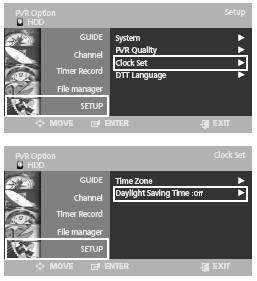 PVR Option Setup
HDD
GUIDE System
Channel PVR Quality
Clock Set
Timer Record DTT Language
File manager
SETUP
MOVE ENTER EXIT
PVR Option Clock Set
HDD
GUIDE Time Zone
Channel Daylight Saving Time :Off
Timer Record
File manager
SETUP
MOVE ENTER EXIT